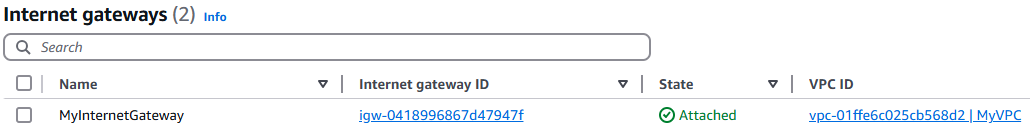 Internet gateways (2) Info
Search
Name Internet gateway ID State VPC ID
MyInternetGateway igw-0418996867d47947f Attached vpc-01ffe6c025cb568d2 | MyVPC